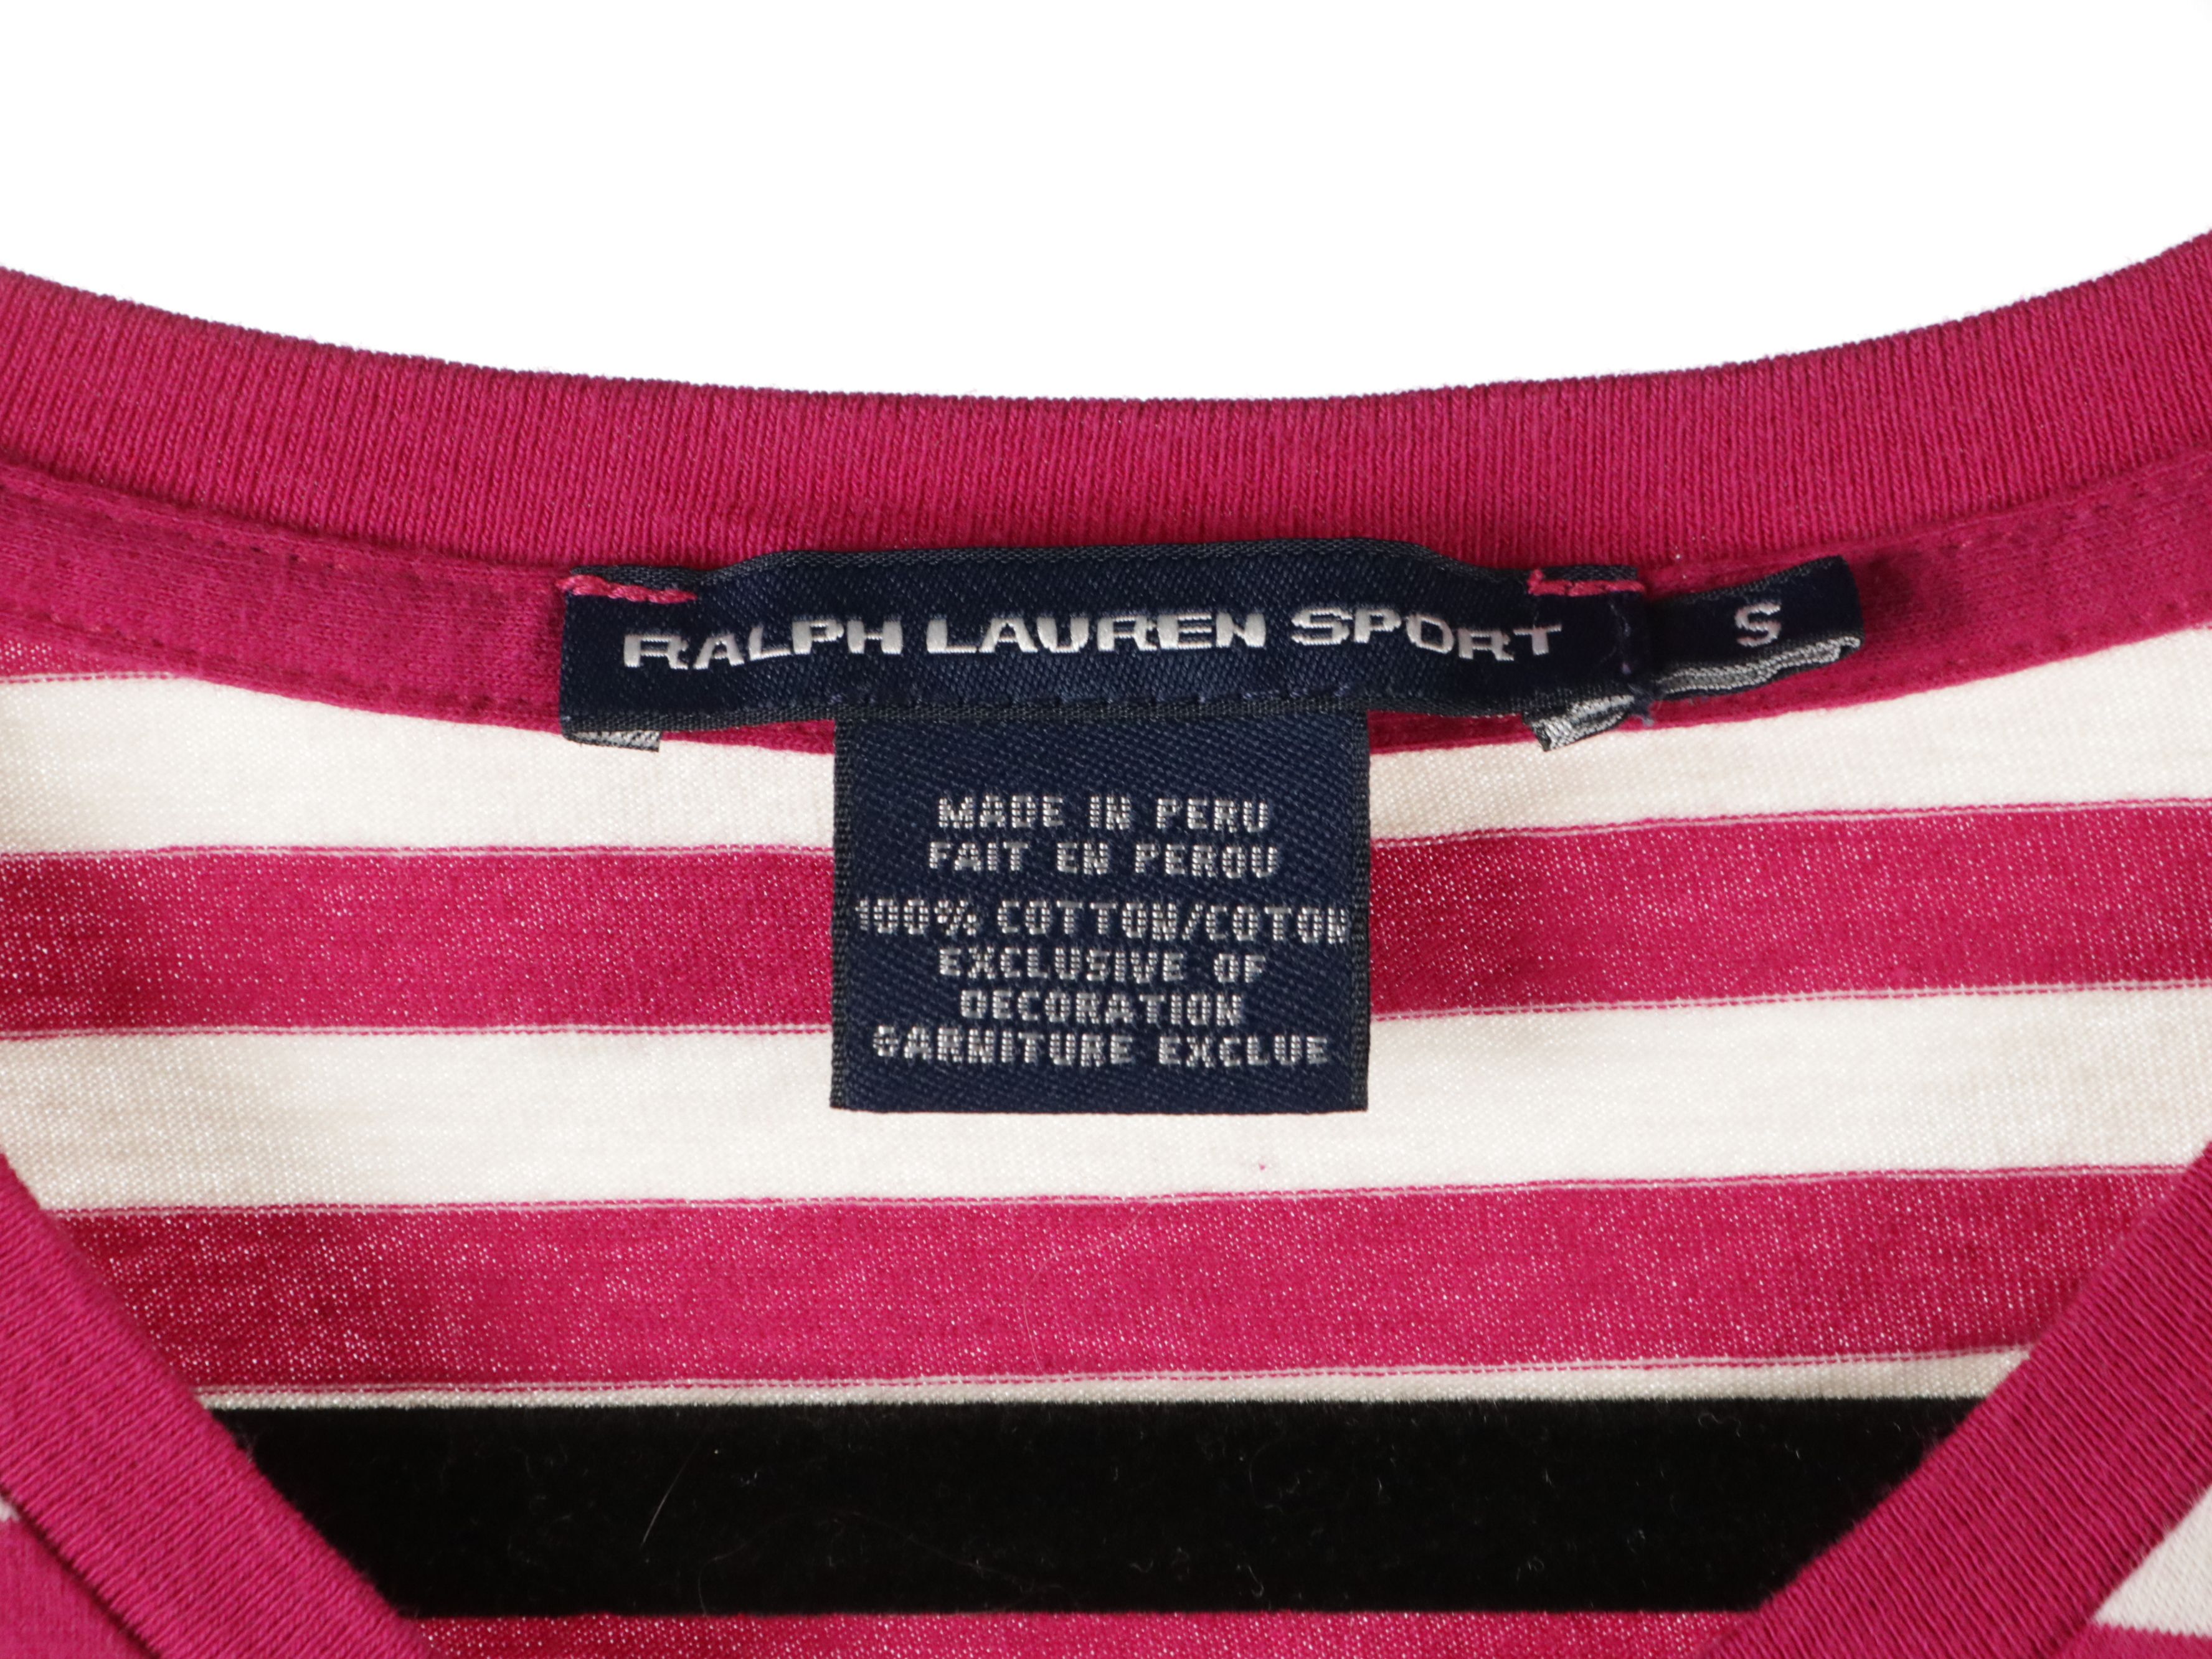 RALPH LAUREN SPORT
S
MADE IN PERU
FAIT EN PEROU
100% COTTON/COTON
EXCLUSIVE OF
DECORATION
GARNITURE EXCLUE